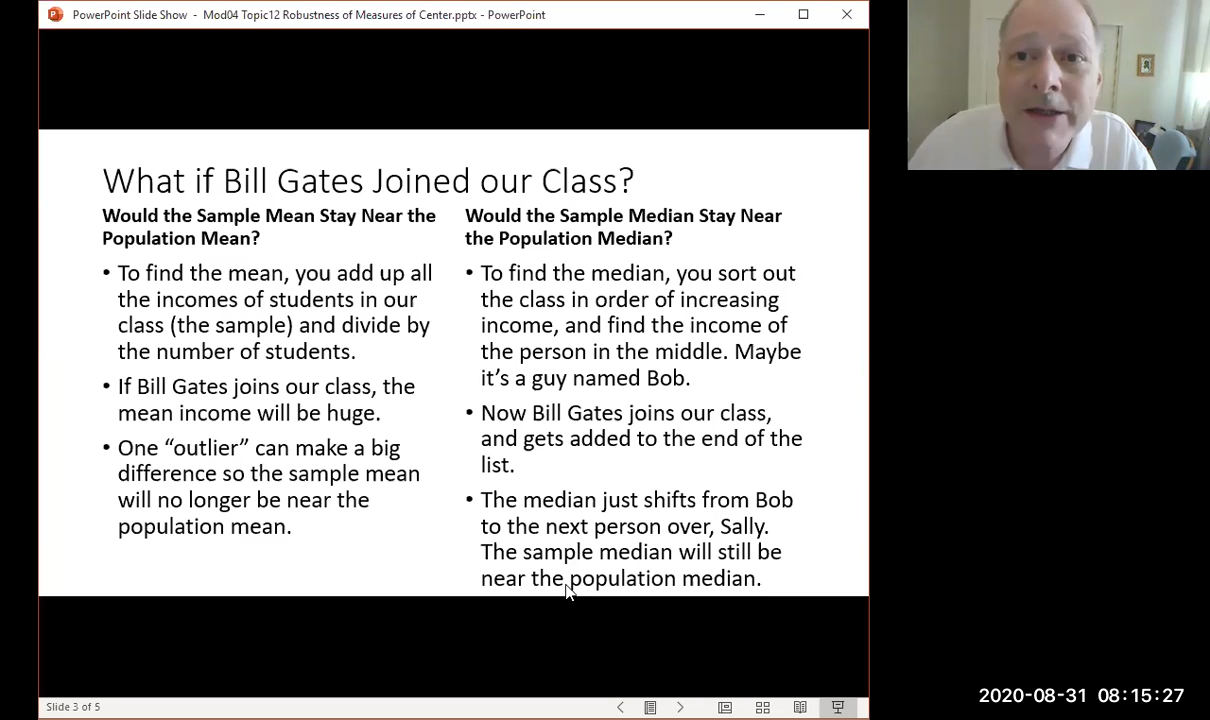 PowerPoint Slide Show - Mod04 Topic12 Robustness of Measures of Center.pptx - PowerPoint
What if Bill Gates Joined our Class?
Would the Sample Mean Stay Near the
Population Mean?
• To find the mean, you add up all
the incomes of students in our
class (the sample) and divide by
the number of students.
• If Bill Gates joins our class, the
mean income will be huge.
• One “outlier” can make a big
difference so the sample mean
will no longer be near the
population mean.
Would the Sample Median Stay Near
the Population Median?
• To find the median, you sort out
the class in order of increasing
income, and find the income of
the person in the middle. Maybe
it’s a guy named Bob.
• Now Bill Gates joins our class,
and gets added to the end of the
list.
• The median just shifts from Bob
to the next person over, Sally.
The sample median will still be
near the population median.
Slide 3 of 5
2020-08-31 08:15:27